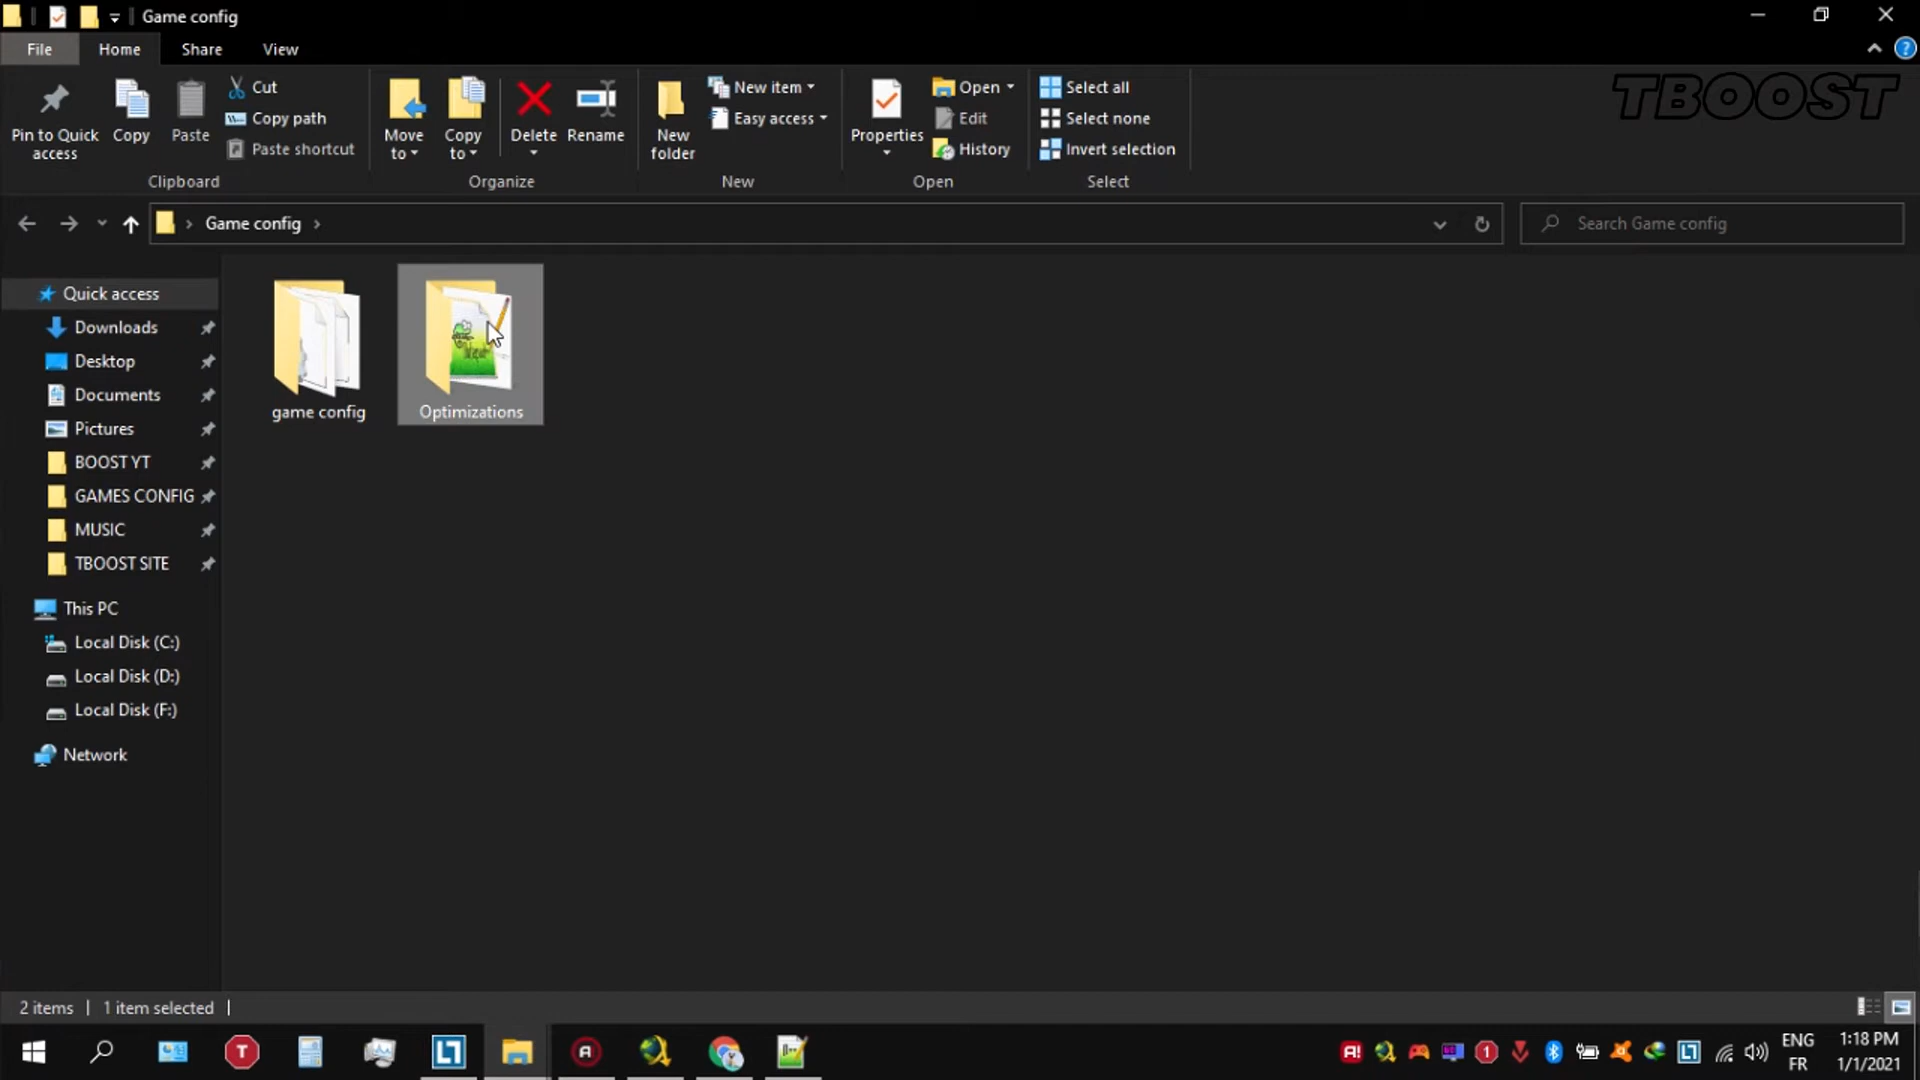 Game config
File
Home
Share
View
TBOOST
Pin to Quick access
Copy
Paste
Cut
Copy path
Paste shortcut
Clipboard
Move to
Copy to
Delete
Rename
Organize
New folder
New item
Easy access
New
Properties
Open
Edit
History
Open
Select all
Select none
Invert selection
Select
Game config
Search Game config
Quick access
Downloads
Desktop
Documents
Pictures
BOOST YT
GAMES CONFIG
MUSIC
TBOOST SITE
This PC
Local Disk (C:)
Local Disk (D:)
Local Disk (F:)
Network
game config
Optimizations
2 items
1 item selected
ENG
FR
1:18 PM
1/1/2021